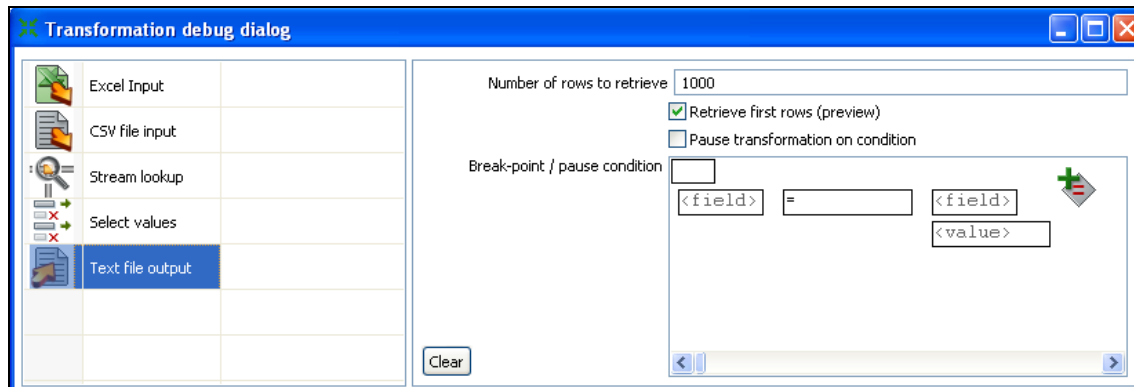 Transformation debug dialog
Excel Input
CSV file input
Stream lookup
Select values
Text file output
Number of rows to retrieve 1000
Retrieve first rows (preview)
Pause transformation on condition
Break-point / pause condition
<field> = <field>
<value>
Clear